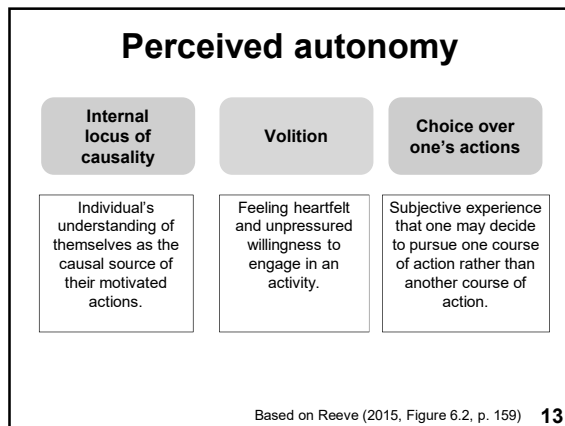 Perceived autonomy
Internal
locus of
causality
Volition
Choice over
one's actions
Individual's
understanding of
themselves as the
causal source of
their motivated
actions.
Feeling heartfelt
and unpressured
willingness to
engage in an
activity.
Subjective experience
that one may decide
to pursue one course
of action rather than
another course of
action.
Based on Reeve (2015, Figure 6.2, p. 159) 13